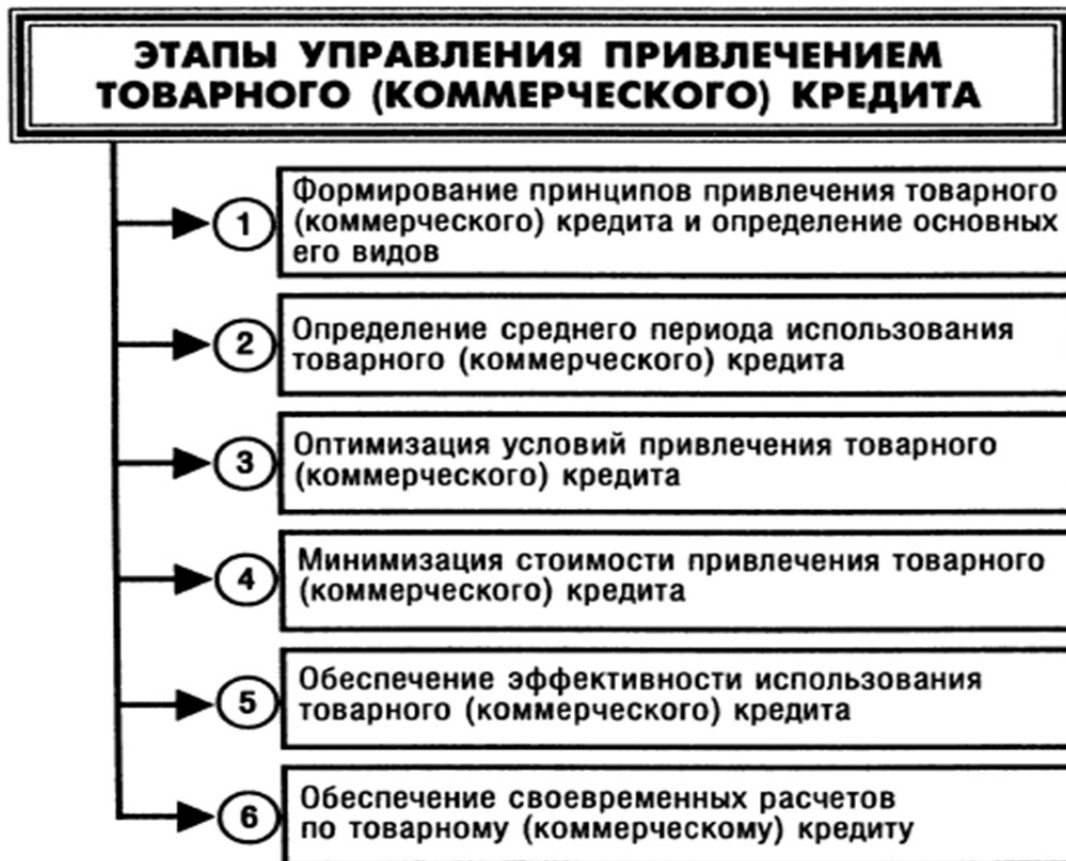 ЭТАПЫ УПРАВЛЕНИЯ ПРИВЛЕЧЕНИЕМ
ТОВАРНОГО (КОММЕРЧЕСКОГО) КРЕДИТА
1
Формирование принципов привлечения товарного
(коммерческого) кредита и определение основных
его видов
2
Определение среднего периода использования
товарного (коммерческого) кредита
3
Оптимизация условий привлечения товарного
(коммерческого) кредита
4
Минимизация стоимости привлечения товарного
(коммерческого) кредита
5
Обеспечение эффективности использования
товарного (коммерческого) кредита
6
Обеспечение своевременных расчетов
по товарному (коммерческому) кредиту